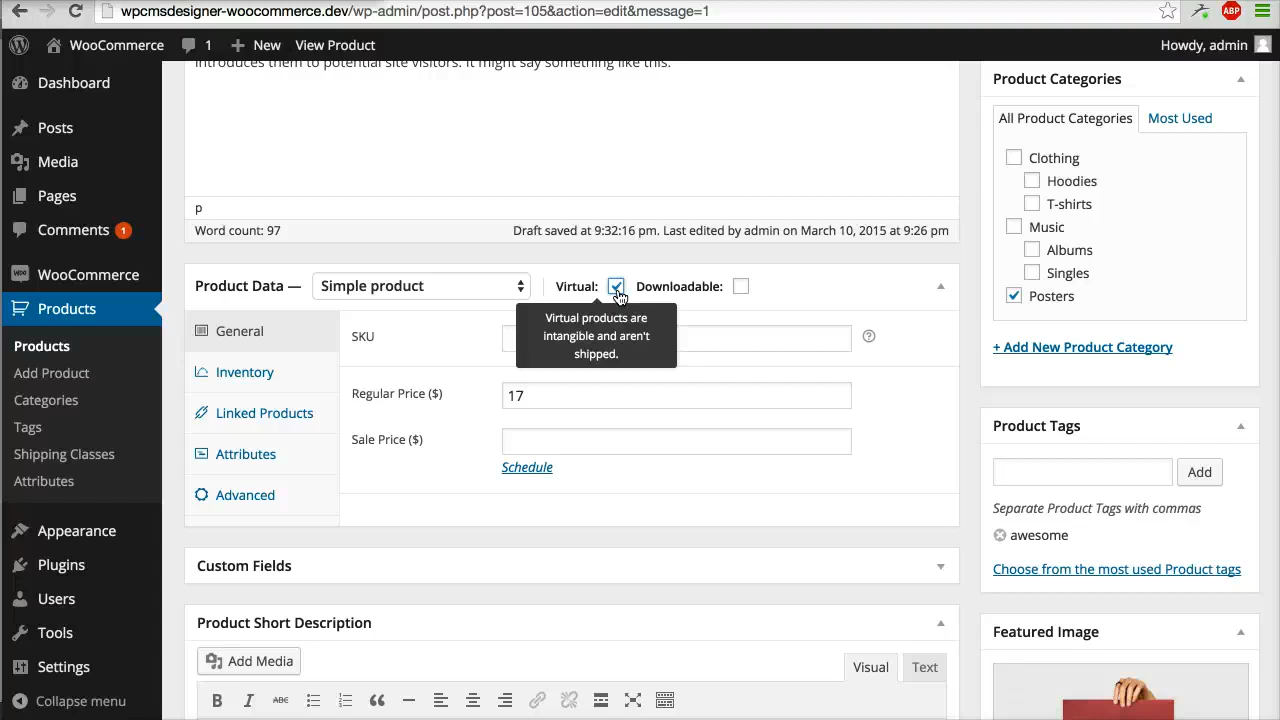 wpcmsdesigner-woocommerce.dev/wp-admin/post.php?post=105&action=edit&message=1
ABP
WooCommerce 1 New View Product Howdy, admin
introduces them to potential site visitors. It might say something like this.
Dashboard
Posts
Media
Pages
Comments 1
WooCommerce
Products
Products
Add Product
Categories
Tags
Shipping Classes
Attributes
Appearance
Plugins
Users
Tools
Settings
Collapse menu
p
Word count: 97 Draft saved at 9:32:16 pm. Last edited by admin on March 10, 2015 at 9:26 pm
Product Data — Simple product Virtual: Downloadable:
Virtual products are
intangible and aren't
shipped.
General
Inventory
Linked Products
Attributes
Advanced
SKU
Regular Price ($) 17
Sale Price ($)
Schedule
Custom Fields
Product Short Description
Add Media Visual Text
B I ABC
Product Categories
All Product Categories Most Used
Clothing
Hoodies
T-shirts
Music
Albums
Singles
Posters
+ Add New Product Category
Product Tags
Add
Separate Product Tags with commas
awesome
Choose from the most used Product tags
Featured Image